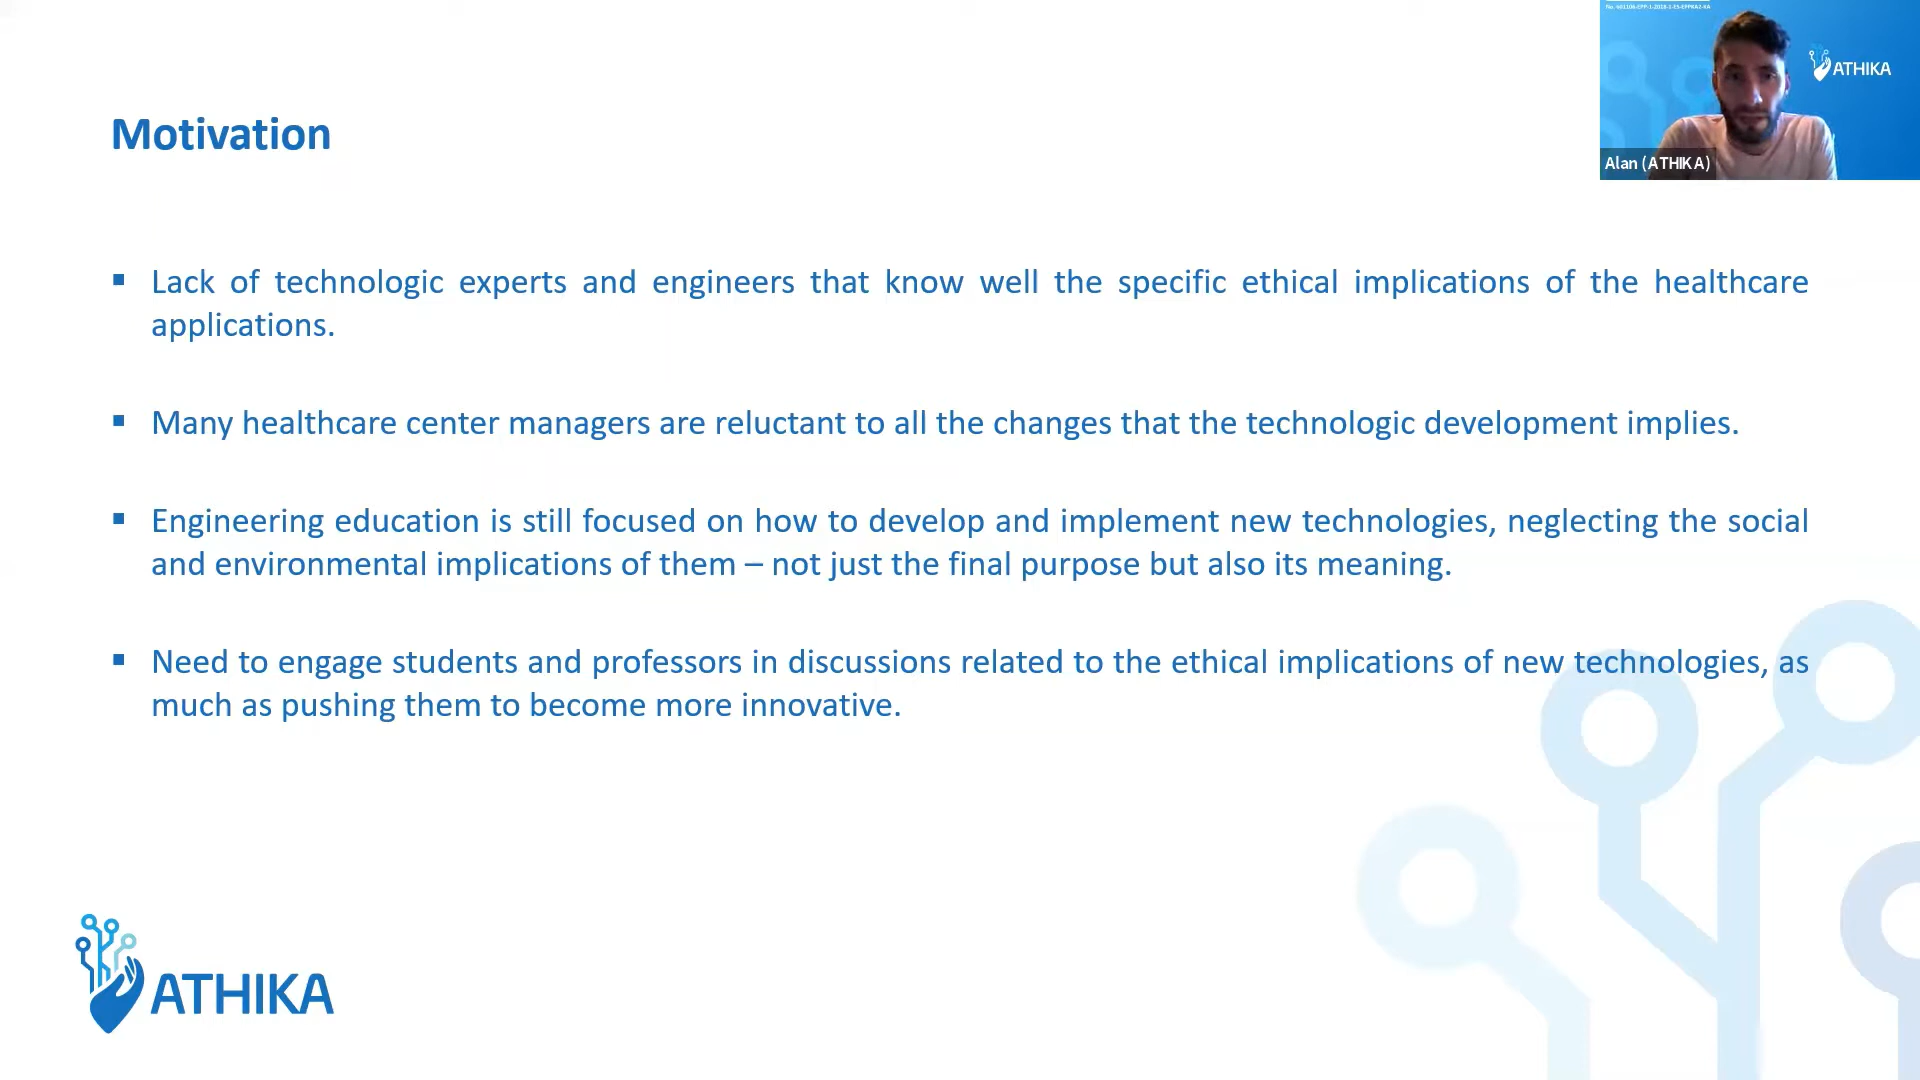 Motivation
ATHIKA
Alan (ATHIKA)
▪ Lack of technologic experts and engineers that know well the specific ethical implications of the healthcare
applications.
▪ Many healthcare center managers are reluctant to all the changes that the technologic development implies.
▪ Engineering education is still focused on how to develop and implement new technologies, neglecting the social
and environmental implications of them – not just the final purpose but also its meaning.
▪ Need to engage students and professors in discussions related to the ethical implications of new technologies, as
much as pushing them to become more innovative.
ATHIKA